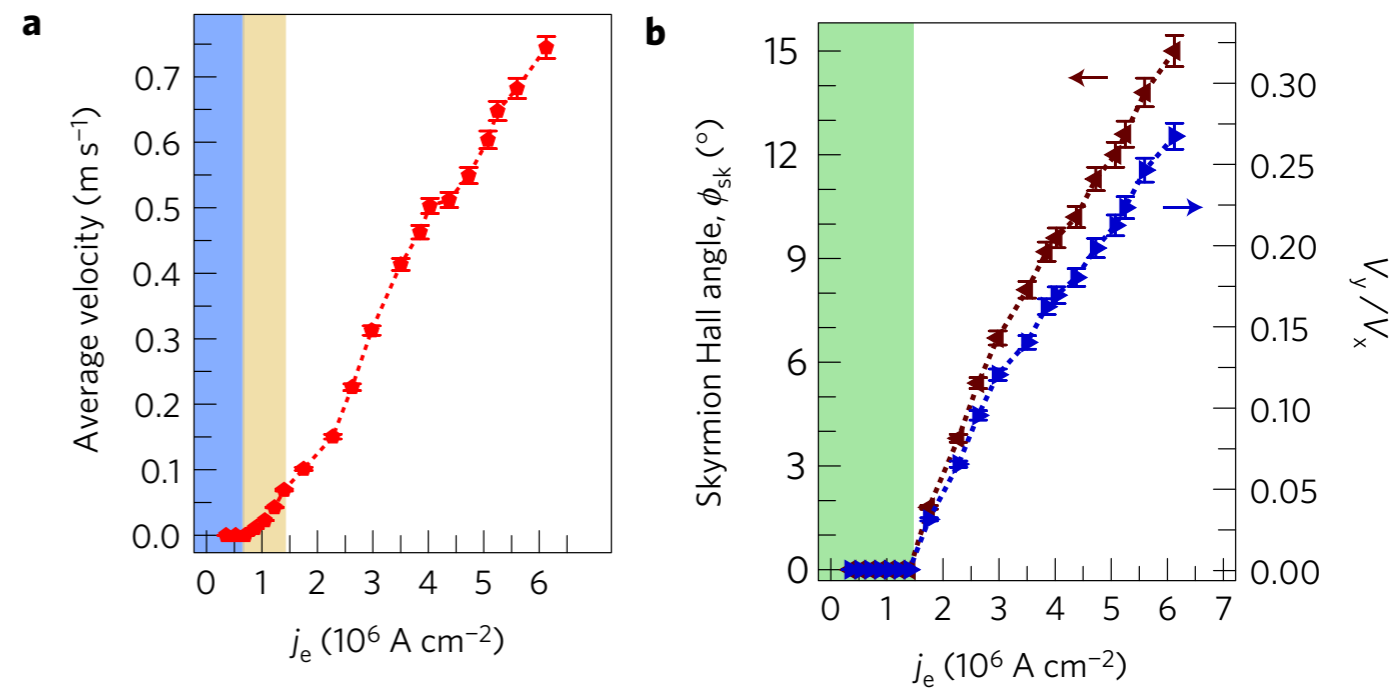 a
Average velocity (m s⁻¹)
0.7
0.6
0.5
0.4
0.3
0.2
0.1
0.0
0 1 2 3 4 5 6
jₑ (10⁶ A cm⁻²)
b
Skyrmion Hall angle, ϕsk (°)
15
12
9
6
3
0
0 1 2 3 4 5 6 7
jₑ (10⁶ A cm⁻²)
0.30
0.25
0.20
0.15
0.10
0.05
0.00
Vy/Vx